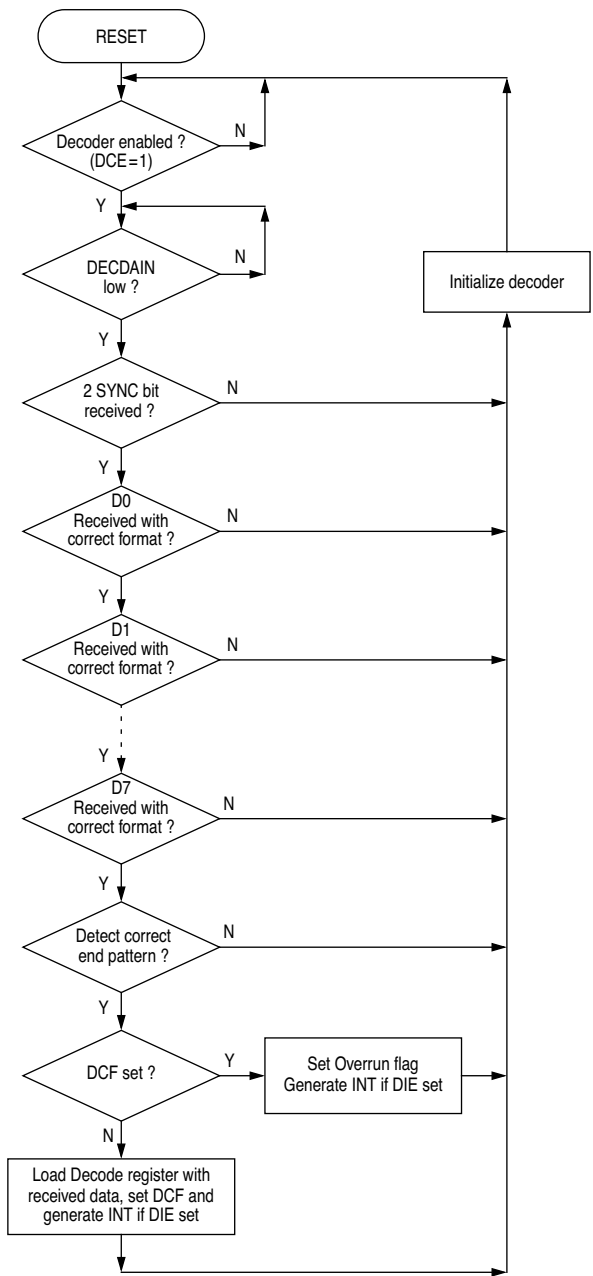 RESET
Decoder enabled ?
(DCE=1)
N
Y
DECDAIN
low ?
N
Initialize decoder
Y
2 SYNC bit
received ?
N
Y
D0
Received with
correct format ?
N
Y
D1
Received with
correct format ?
N
Y
D7
Received with
correct format ?
N
Y
Detect correct
end pattern ?
N
Y
DCF set ?
Y
Set Overrun flag
Generate INT if DIE set
N
Load Decode register with
received data, set DCF and
generate INT if DIE set